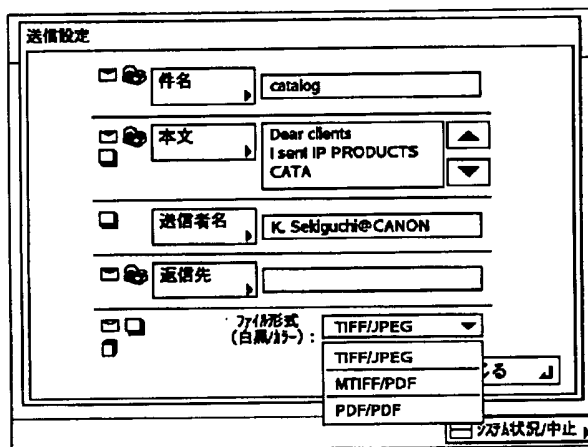 送信設定
件名
catalog
本文
Dear clients
I sent IP PRODUCTS
CATA
送信者名
K. Sekiguchi@CANON
返信先
ファイル形式
(白黒/カラー):
TIFF/JPEG
TIFF/JPEG
MTIFF/PDF
PDF/PDF
じる
システム状況/中止